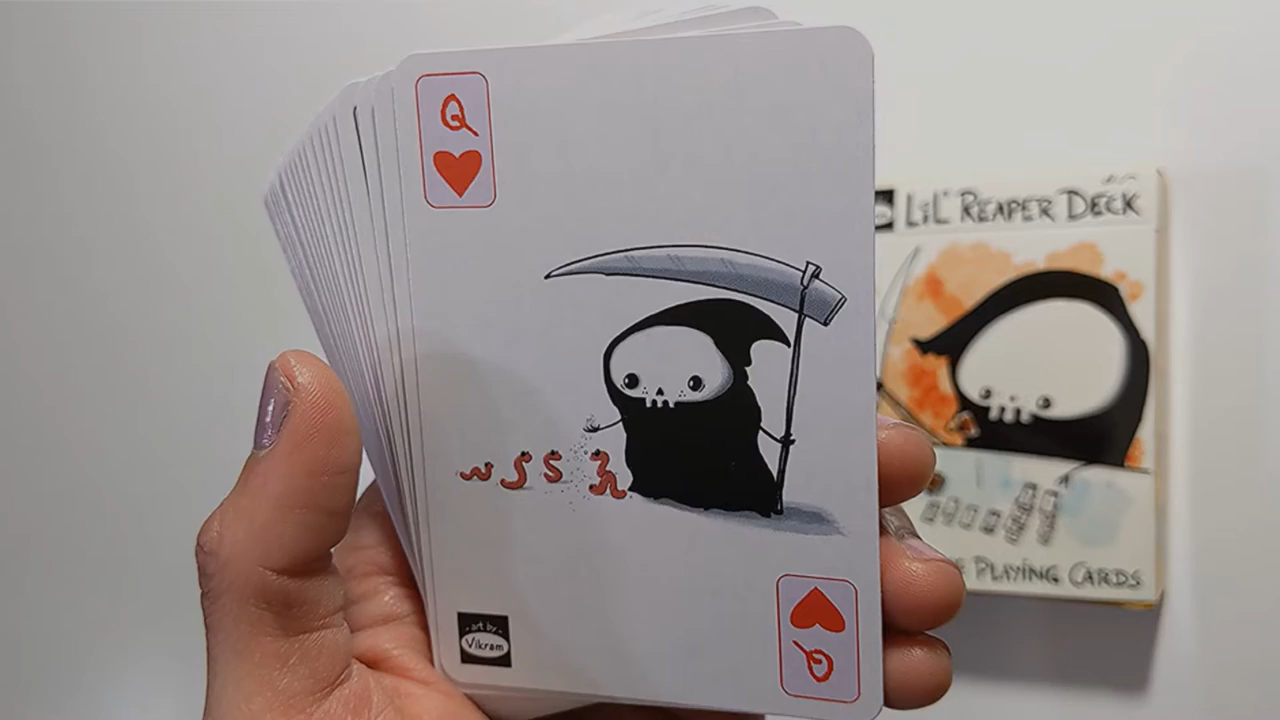 Q
LiL' REAPER DECK
PLAYING CARDS
- art by -
Vikram
Q